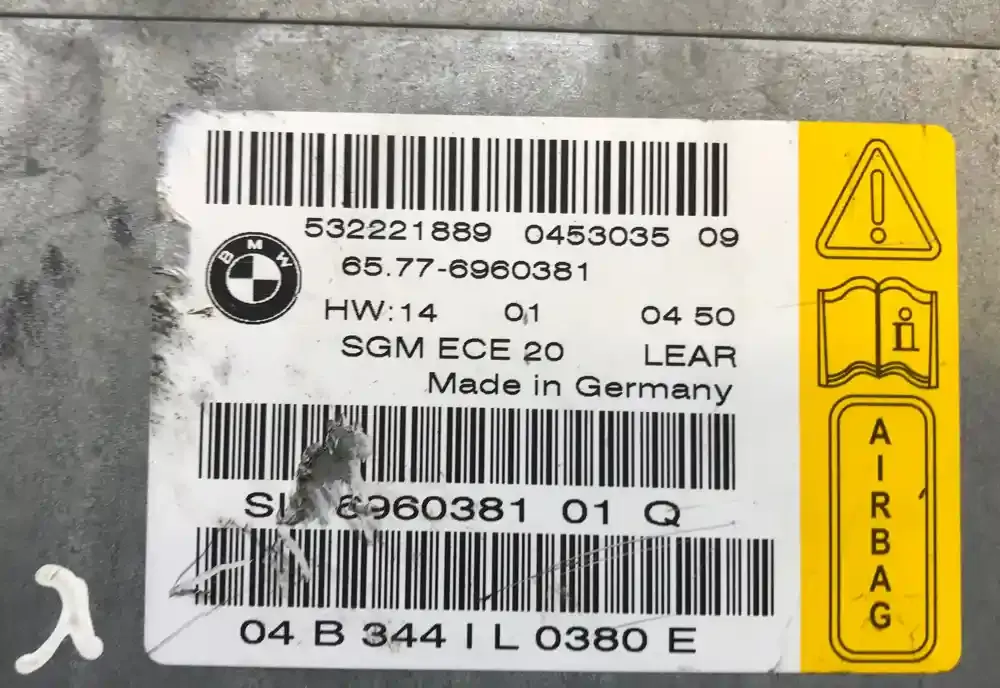 532221889 0453035 09
BMW
65.77-6960381
HW:14 01 04 50
SGM ECE 20 LEAR
Made in Germany
6960381 01 Q
04 B 344 I L 0380 E
i
AIRBAG
λ